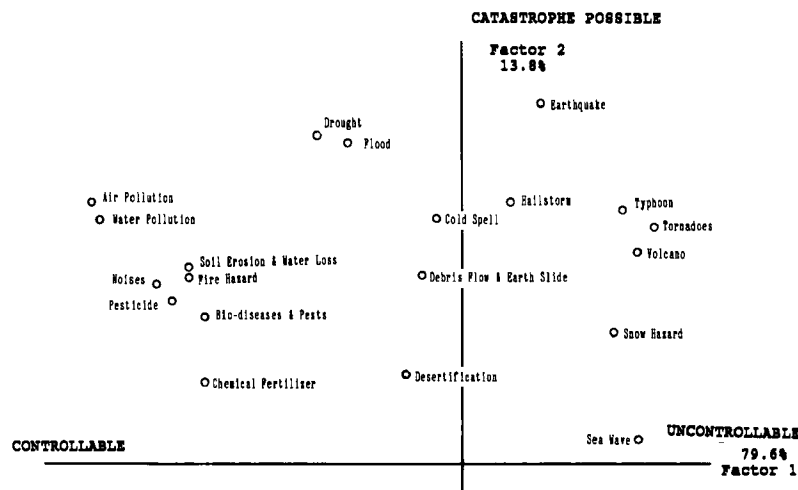 CATASTROPHE POSSIBLE
Factor 2
13.8%
Earthquake
Drought
Flood
Air Pollution
Water Pollution
Hailstorm
Typhoon
Cold Spell
Tornadoes
Volcano
Soil Erosion & Water Loss
Fire Hazard
Noises
Debris Flow & Earth Slide
Pesticide
Bio-diseases & Pests
Snow Hazard
Desertification
Chemical Fertilizer
CONTROLLABLE
Sea Wave
UNCONTROLLABLE
79.6%
Factor 1